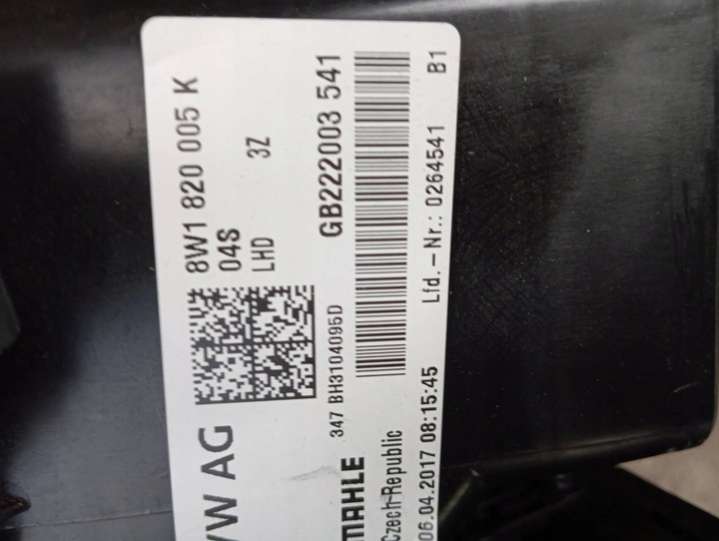 VW AG
8W1 820 005 K
04S
LHD
3Z
347 BH3104095D
GB222003 541
MAHLE
Czech-Republic
06.04.2017 08:15:45
Lfd.-Nr.: 0264541
B1